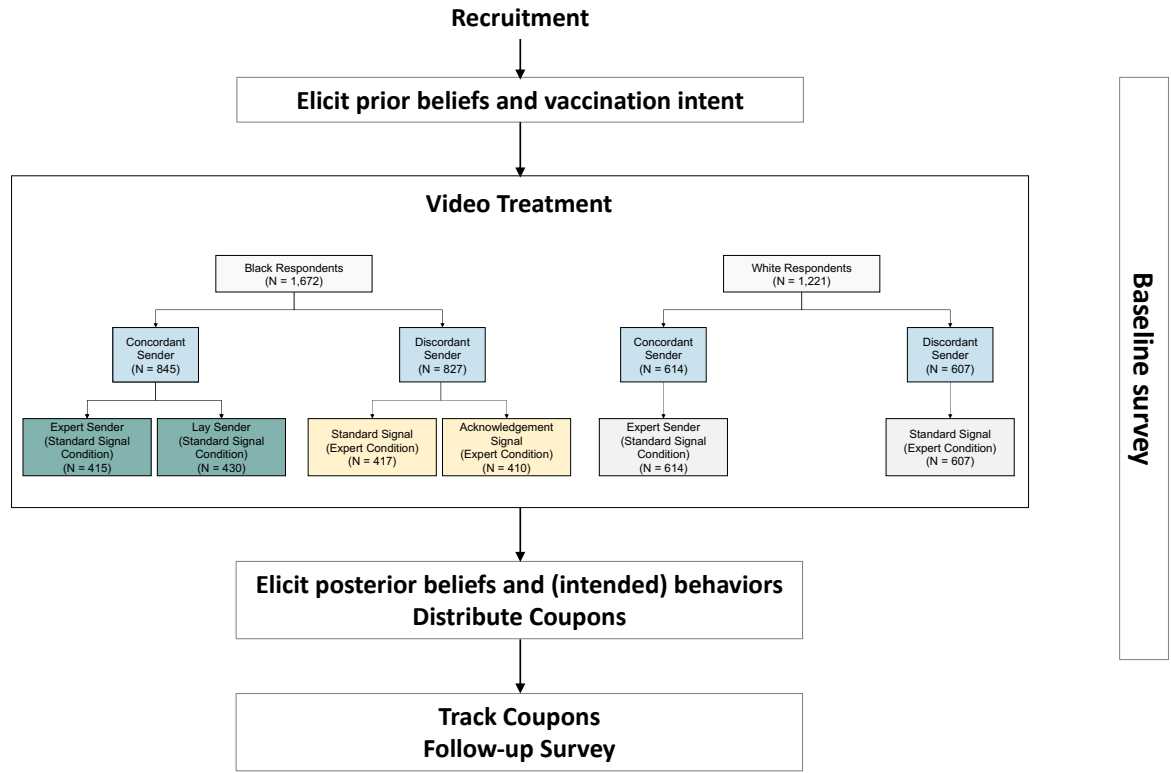 Recruitment
Elicit prior beliefs and vaccination intent
Video Treatment
Black Respondents
(N = 1,672)
White Respondents
(N = 1,221)
Concordant
Sender
(N = 845)
Discordant
Sender
(N = 827)
Concordant
Sender
(N = 614)
Discordant
Sender
(N = 607)
Expert Sender
(Standard Signal
Condition)
(N = 415)
Lay Sender
(Standard Signal
Condition)
(N = 430)
Standard Signal
(Expert Condition)
(N = 417)
Acknowledgement
Signal
(Expert Condition)
(N = 410)
Expert Sender
(Standard Signal
Condition)
(N = 614)
Standard Signal
(Expert Condition)
(N = 607)
Elicit posterior beliefs and (intended) behaviors
Distribute Coupons
Track Coupons
Follow-up Survey
Baseline survey